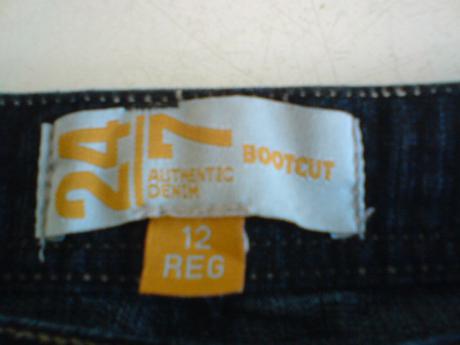 24
7
AUTHENTIC
DENIM
BOOTCUT
12
REG